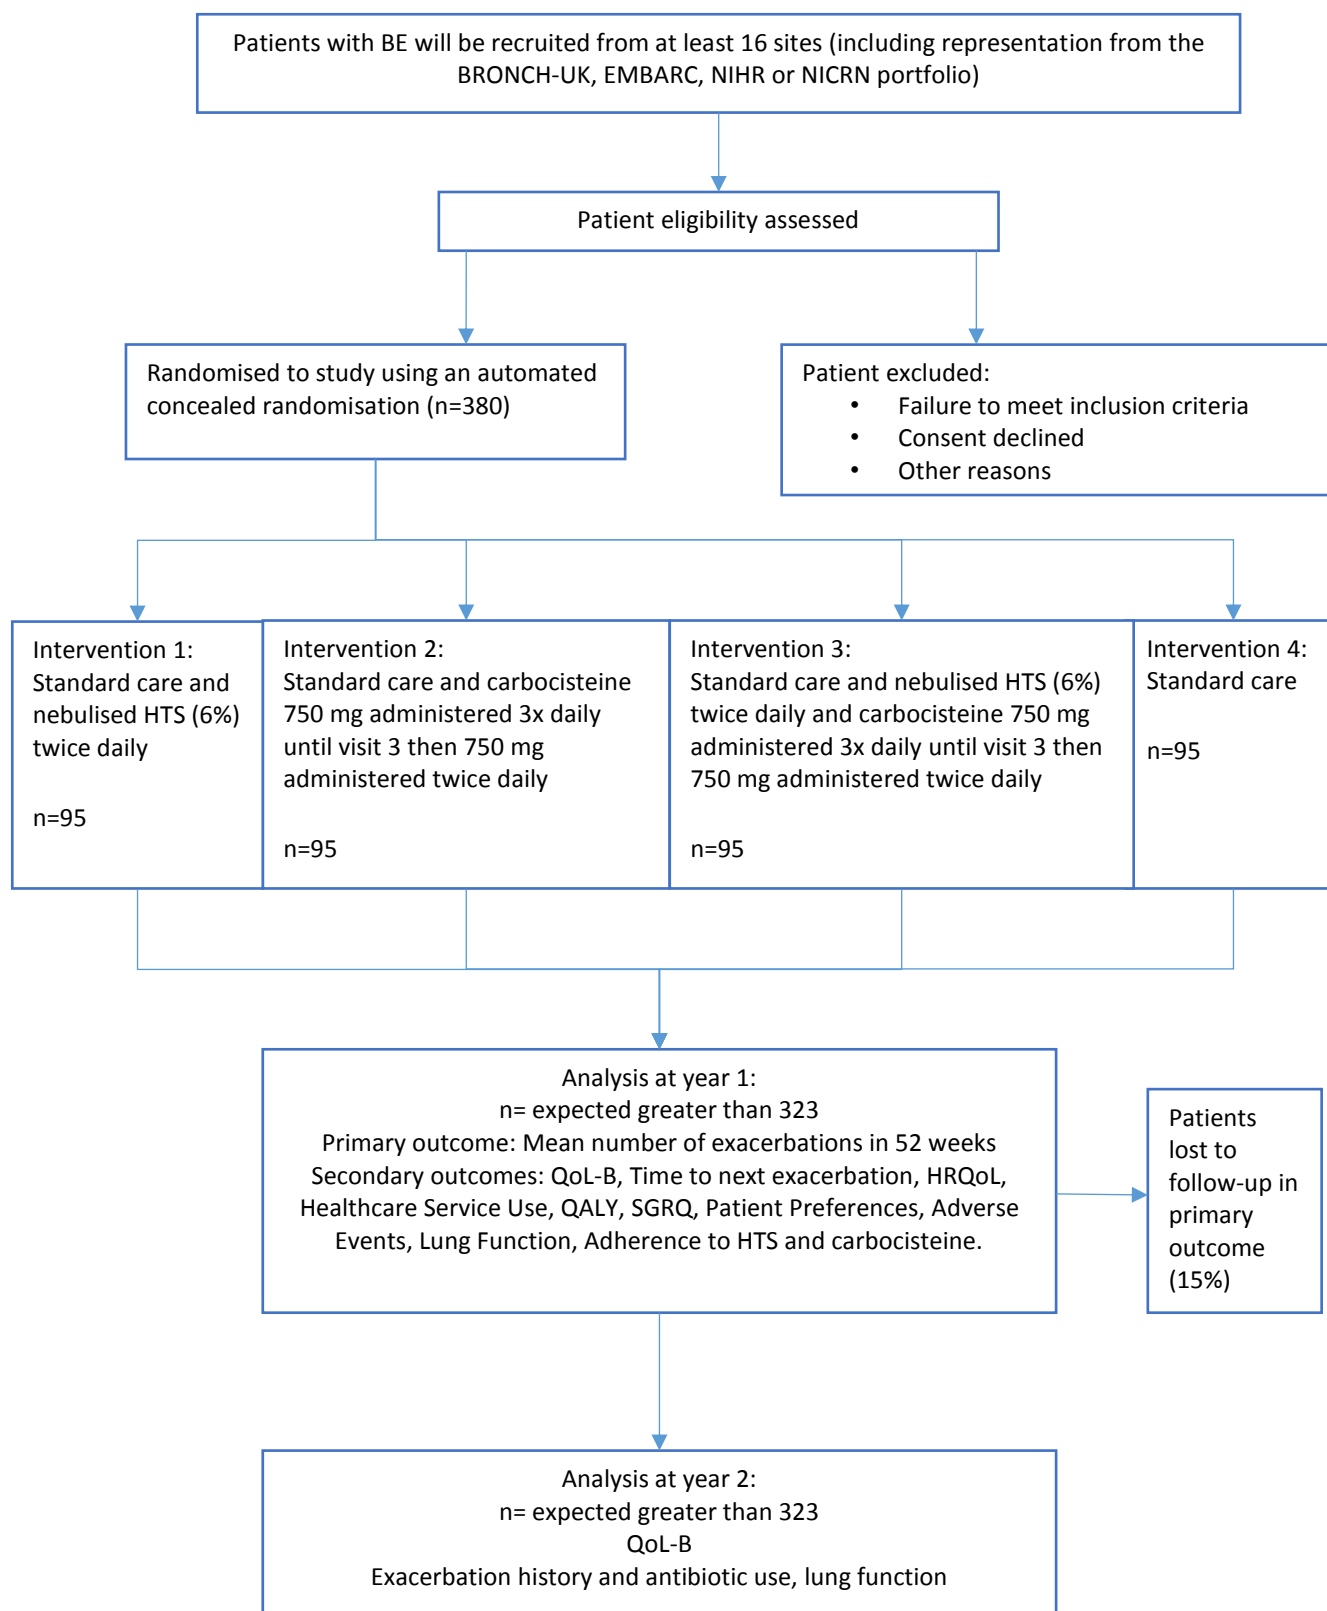 Patients with BE will be recruited from at least 16 sites (including representation from the
BRONCH-UK, EMBARC, NIHR or NICRN portfolio)
Patient eligibility assessed
Randomised to study using an automated
concealed randomisation (n=380)
Patient excluded:
• Failure to meet inclusion criteria
• Consent declined
• Other reasons
Intervention 1:
Standard care and
nebulised HTS (6%)
twice daily
n=95
Intervention 2:
Standard care and carbocisteine
750 mg administered 3x daily
until visit 3 then 750 mg
administered twice daily
n=95
Intervention 3:
Standard care and nebulised HTS (6%)
twice daily and carbocisteine 750 mg
administered 3x daily until visit 3 then
750 mg administered twice daily
n=95
Intervention 4:
Standard care
n=95
Analysis at year 1:
n= expected greater than 323
Primary outcome: Mean number of exacerbations in 52 weeks
Secondary outcomes: QoL-B, Time to next exacerbation, HRQoL,
Healthcare Service Use, QALY, SGRQ, Patient Preferences, Adverse
Events, Lung Function, Adherence to HTS and carbocisteine.
Patients
lost to
follow-up in
primary
outcome
(15%)
Analysis at year 2:
n= expected greater than 323
QoL-B
Exacerbation history and antibiotic use, lung function